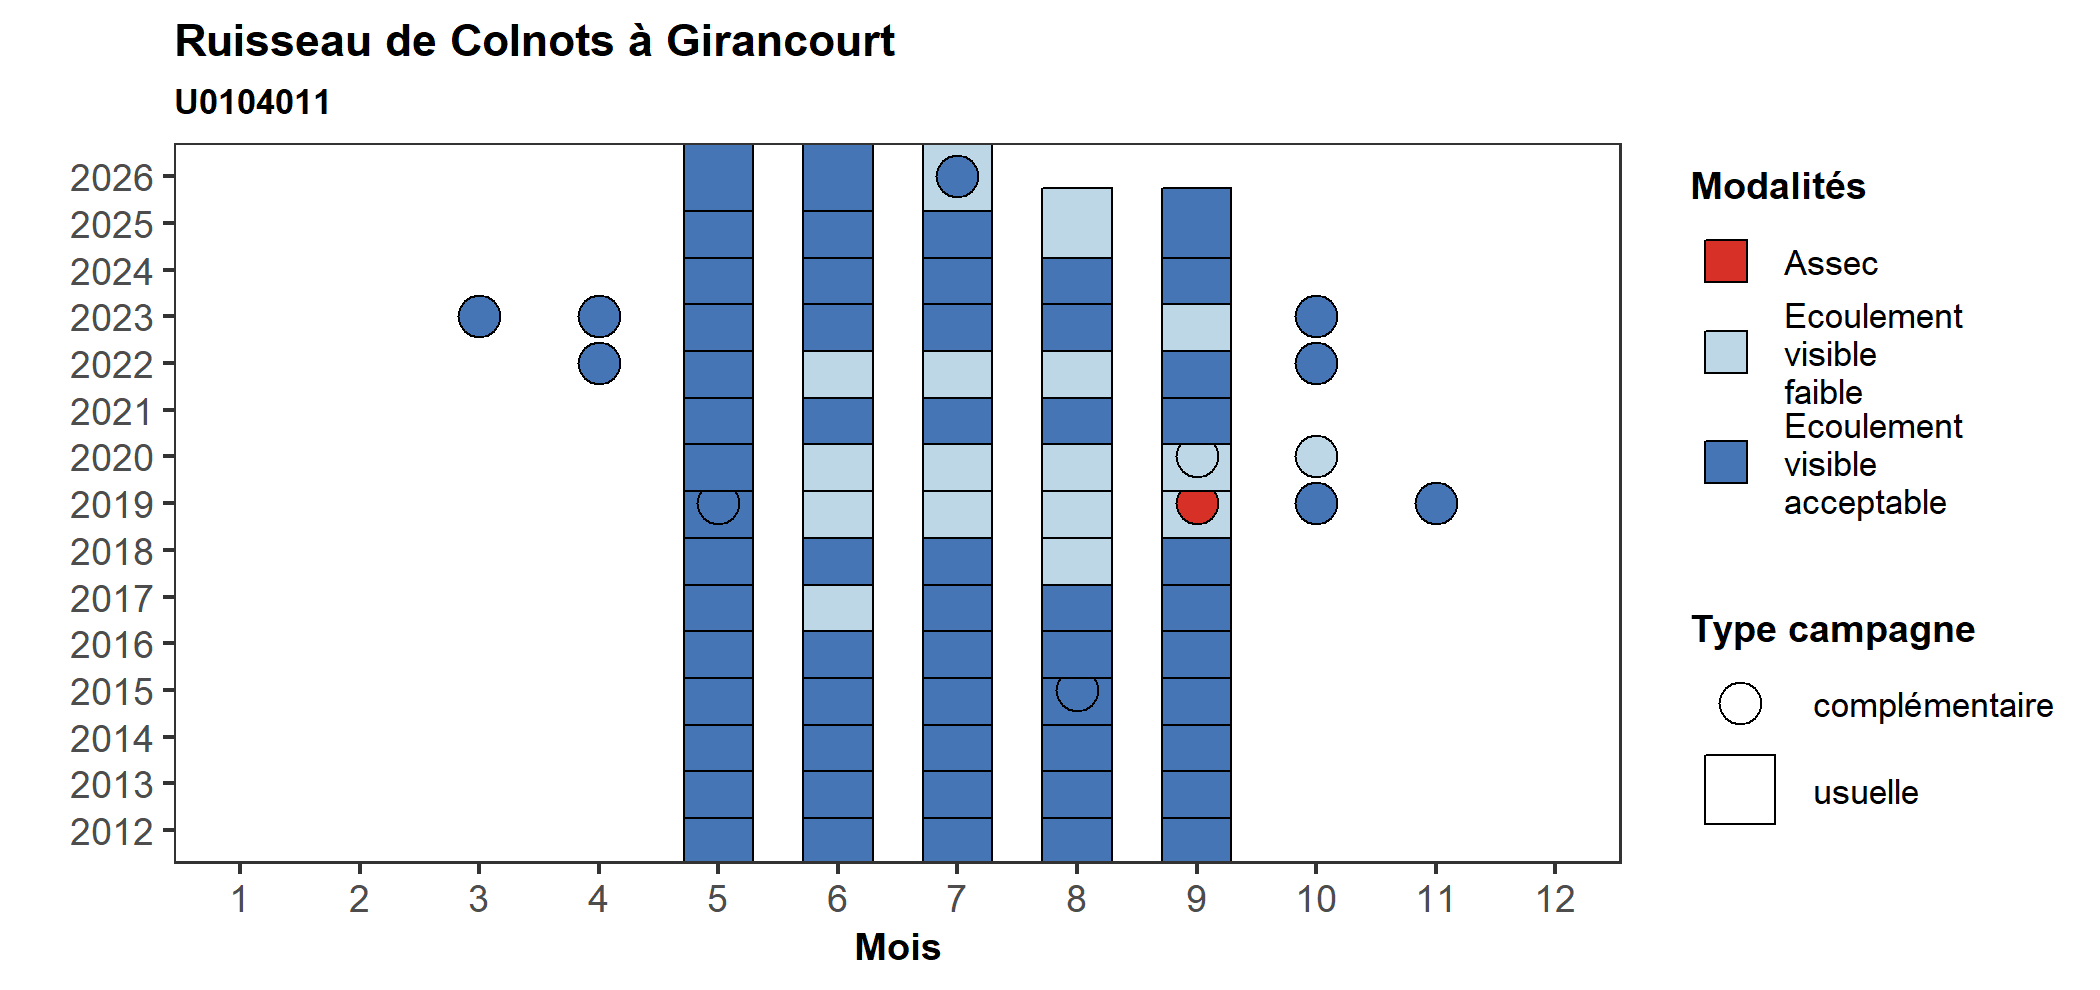 Ruisseau de Colnots à Girancourt
U0104011
2026
2025
2024
2023
2022
2021
2020
2019
2018
2017
2016
2015
2014
2013
2012
1 2 3 4 5 6 7 8 9 10 11 12
Mois
Modalités
Assec
Ecoulement
visible
faible
Ecoulement
visible
acceptable
Type campagne
complémentaire
usuelle